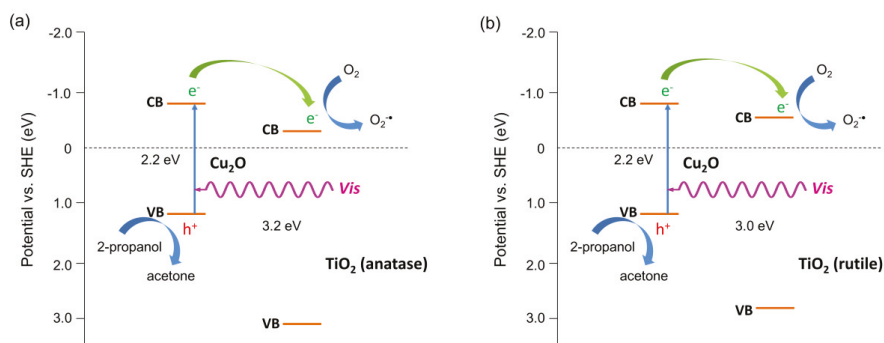 (a)
Potential vs. SHE (eV)
-2.0
-1.0
0
1.0
2.0
3.0
CB
e⁻
e⁻
O₂
CB
O₂⁻•
2.2 eV
Cu₂O
Vis
VB
h⁺
3.2 eV
2-propanol
acetone
TiO₂ (anatase)
VB
(b)
Potential vs. SHE (eV)
-2.0
-1.0
0
1.0
2.0
3.0
CB
e⁻
e⁻
O₂
CB
O₂⁻•
2.2 eV
Cu₂O
Vis
VB
h⁺
3.0 eV
2-propanol
acetone
TiO₂ (rutile)
VB